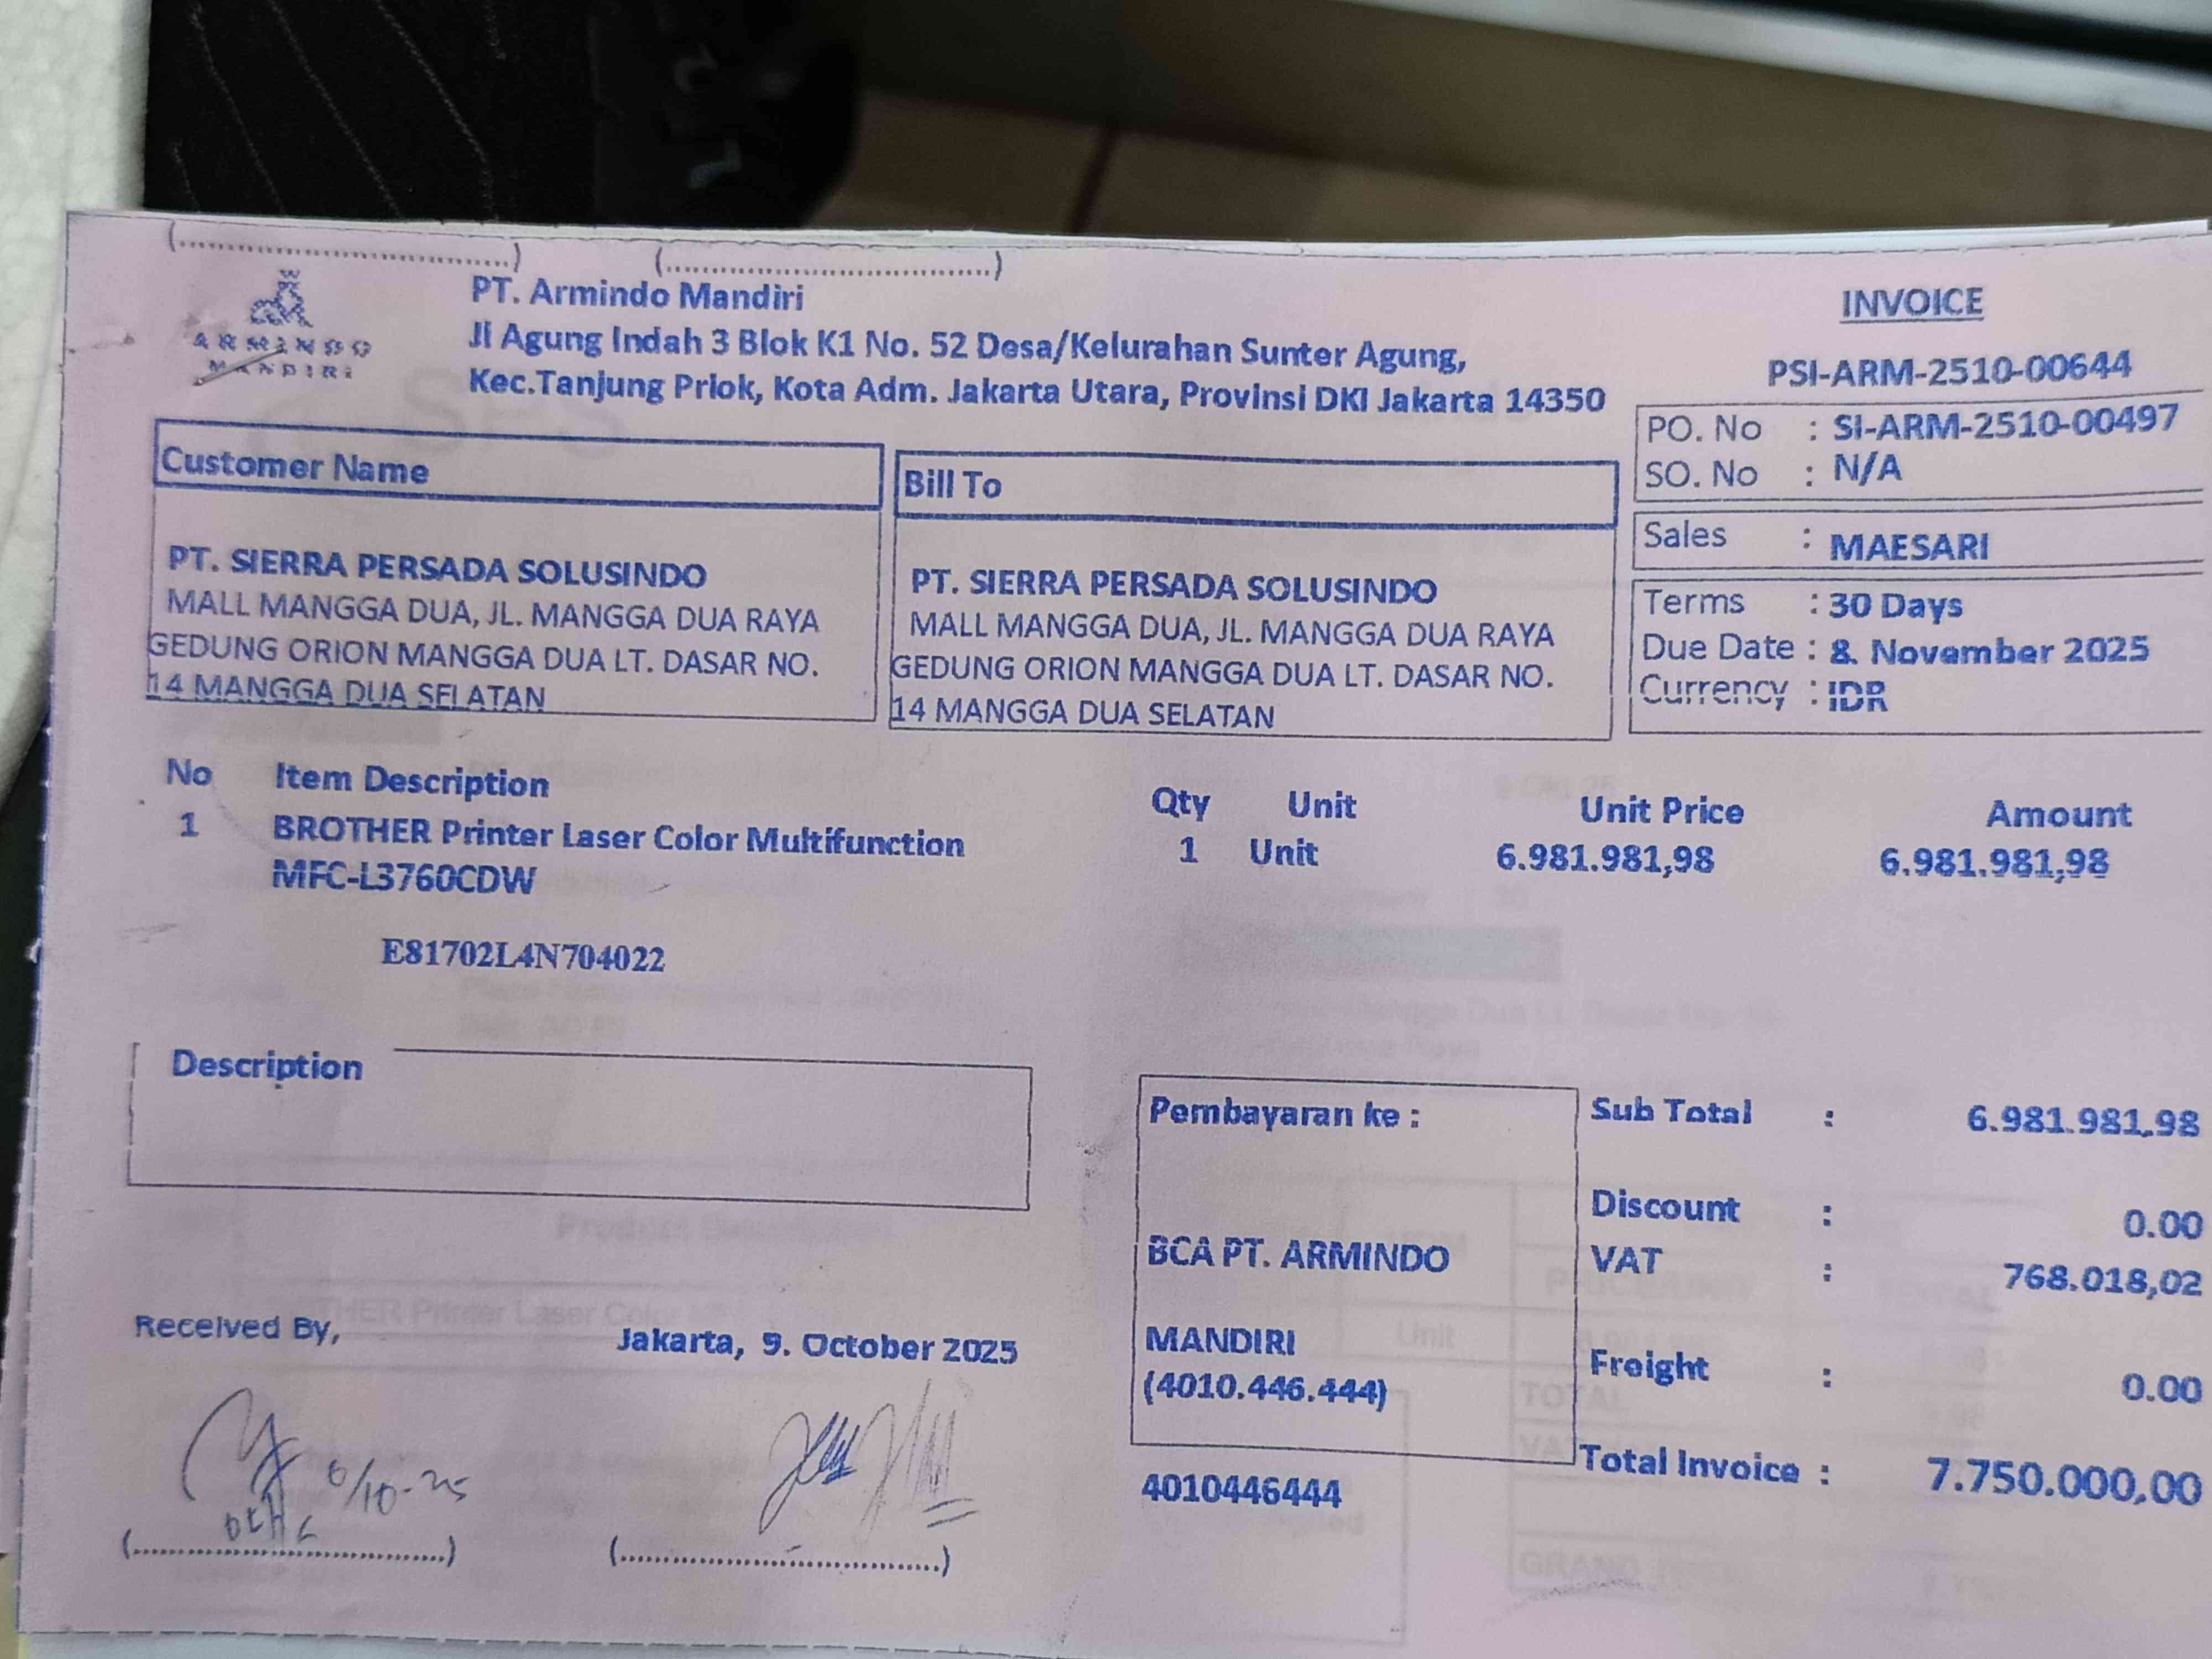 (..............................)
(..............................)
ARMINDO
MANDIRI
PT. Armindo Mandiri
Jl Agung Indah 3 Blok K1 No. 52 Desa/Kelurahan Sunter Agung,
Kec.Tanjung Priok, Kota Adm. Jakarta Utara, Provinsi DKI Jakarta 14350
INVOICE
PSI-ARM-2510-00644
PO. No : SI-ARM-2510-00497
SO. No : N/A
Sales : MAESARI
Terms : 30 Days
Due Date : 8. November 2025
Currency : IDR
Customer Name
PT. SIERRA PERSADA SOLUSINDO
MALL MANGGA DUA, JL. MANGGA DUA RAYA
GEDUNG ORION MANGGA DUA LT. DASAR NO.
14 MANGGA DUA SELATAN
Bill To
PT. SIERRA PERSADA SOLUSINDO
MALL MANGGA DUA, JL. MANGGA DUA RAYA
GEDUNG ORION MANGGA DUA LT. DASAR NO.
14 MANGGA DUA SELATAN
No Item Description Qty Unit Unit Price Amount
1 BROTHER Printer Laser Color Multifunction 1 Unit 6.981.981,98 6.981.981,98
MFC-L3760CDW
E81702L4N704022
Description
Pembayaran ke :
BCA PT. ARMINDO
MANDIRI
(4010.446.444)
4010446444
Sub Total : 6.981.981,98
Discount : 0.00
VAT : 768.018,02
Freight : 0.00
Total Invoice : 7.750.000,00
Received By,
Jakarta, 9. October 2025
/10-25
(..............................)
(..............................)